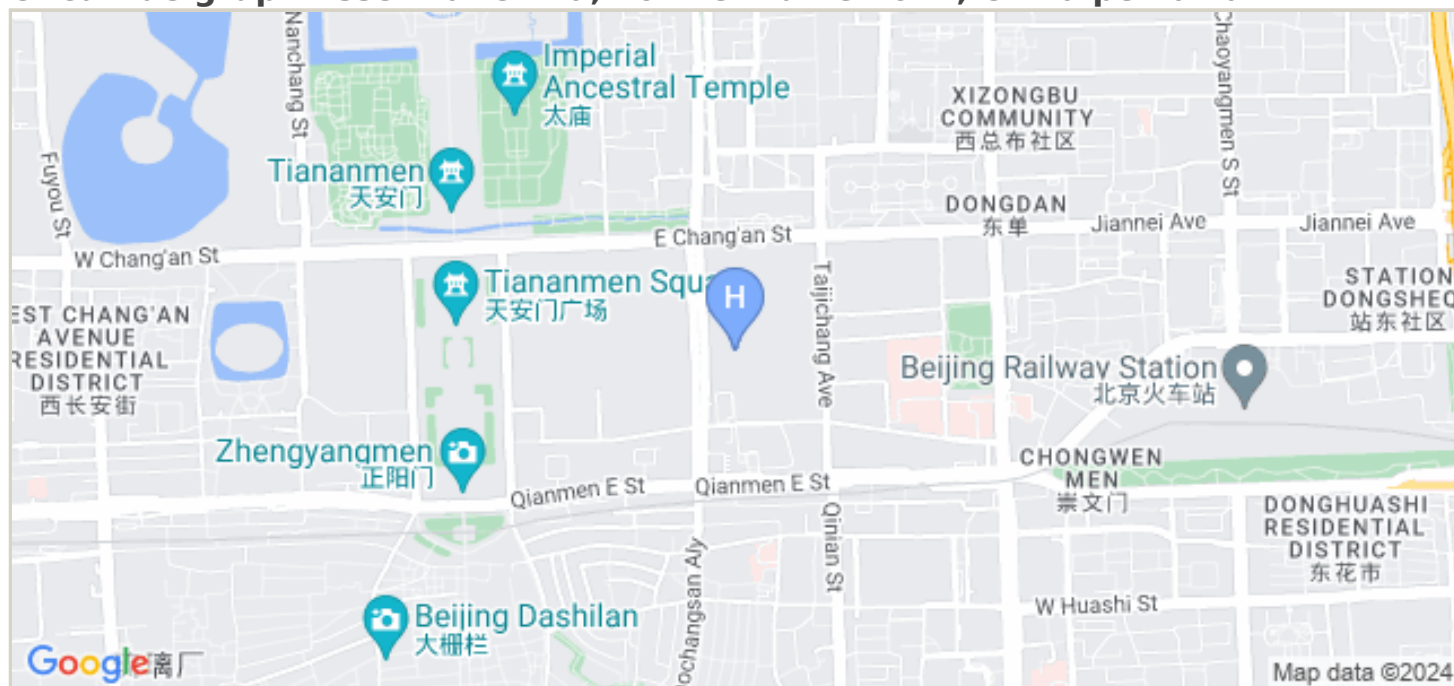 Nanchang St
Fuyou St
Imperial
Ancestral Temple
太庙
Tiananmen
天安门
XIZONGBU
COMMUNITY
西总布社区
Chaoyangmen S St
DONGDAN
东单
Jiannei Ave
Jiannei Ave
E Chang'an St
W Chang'an St
Tiananmen Squa
天安门广场
H
Taijichang Ave
STATION
DONGSHEQ
站东社区
EST CHANG'AN
AVENUE
RESIDENTIAL
DISTRICT
西长安街
Beijing Railway Station
北京火车站
Zhengyangmen
正阳门
Qianmen E St
Qianmen E St
CHONGWEN
MEN
崇文门
DONGHUASHI
RESIDENTIAL
DISTRICT
东花市
Qinian St
ochangsan Aly
W Huashi St
Beijing Dashilan
大栅栏
Google
离厂
Map data ©2024